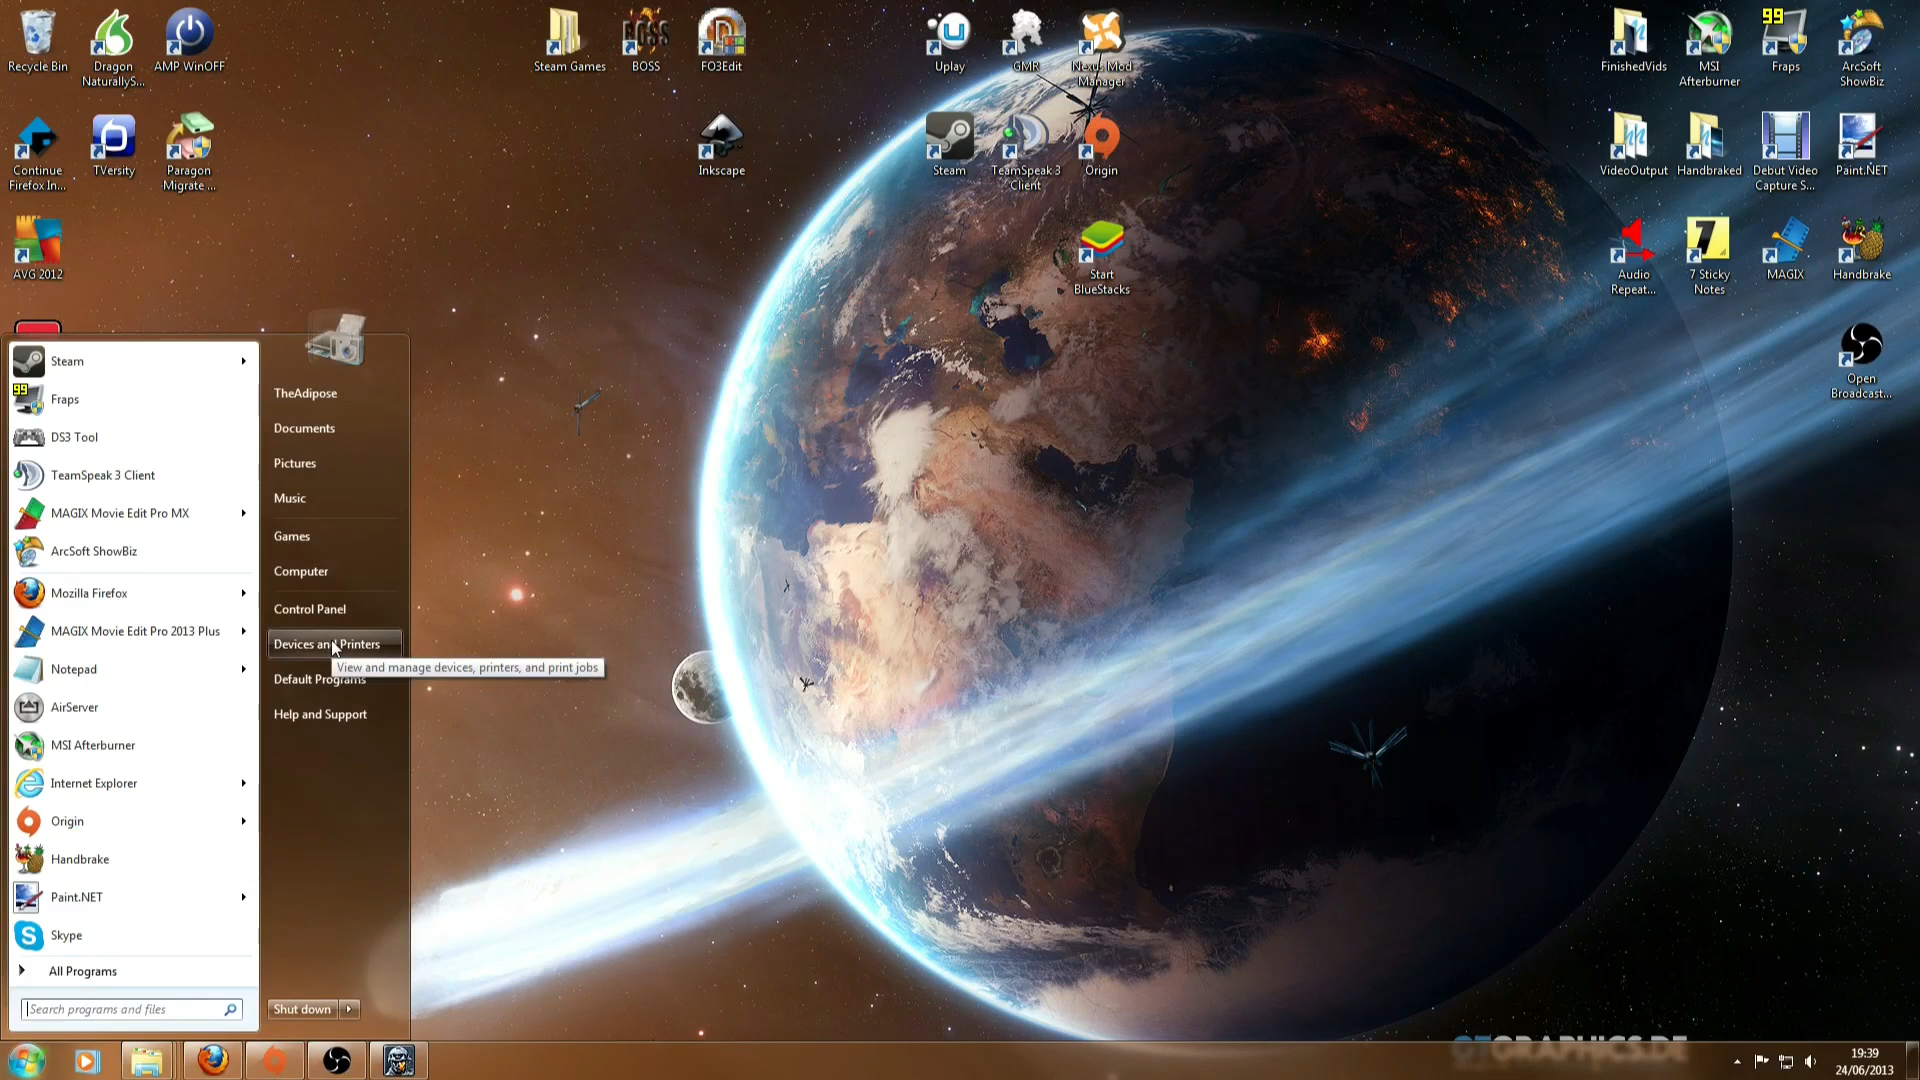 Recycle Bin
Dragon
NaturallyS...
AMP WinOFF
Steam Games
BOSS
BOSS
FO3Edit
Uplay
GMR
Nexus Mod
Manager
FinishedVids
MSI
Afterburner
99
Fraps
ArcSoft
ShowBiz
Continue
Firefox In...
TVersity
Paragon
Migrate ...
Inkscape
Steam
TeamSpeak 3
Client
Origin
VideoOutput
Handbraked
Debut Video
Capture S...
Paint.NET
AVG 2012
Start
BlueStacks
Audio
Repeat...
7
7 Sticky
Notes
MAGIX
Handbrake
Open
Broadcast...
Steam
99
Fraps
DS3 Tool
TeamSpeak 3 Client
MAGIX Movie Edit Pro MX
ArcSoft ShowBiz
Mozilla Firefox
MAGIX Movie Edit Pro 2013 Plus
Notepad
AirServer
MSI Afterburner
Internet Explorer
Origin
Handbrake
Paint.NET
Skype
All Programs
Search programs and files
TheAdipose
Documents
Pictures
Music
Games
Computer
Control Panel
Devices and Printers
View and manage devices, printers, and print jobs
Default Programs
Help and Support
Shut down
GTGRAPHICS.DE
19:39
24/06/2013